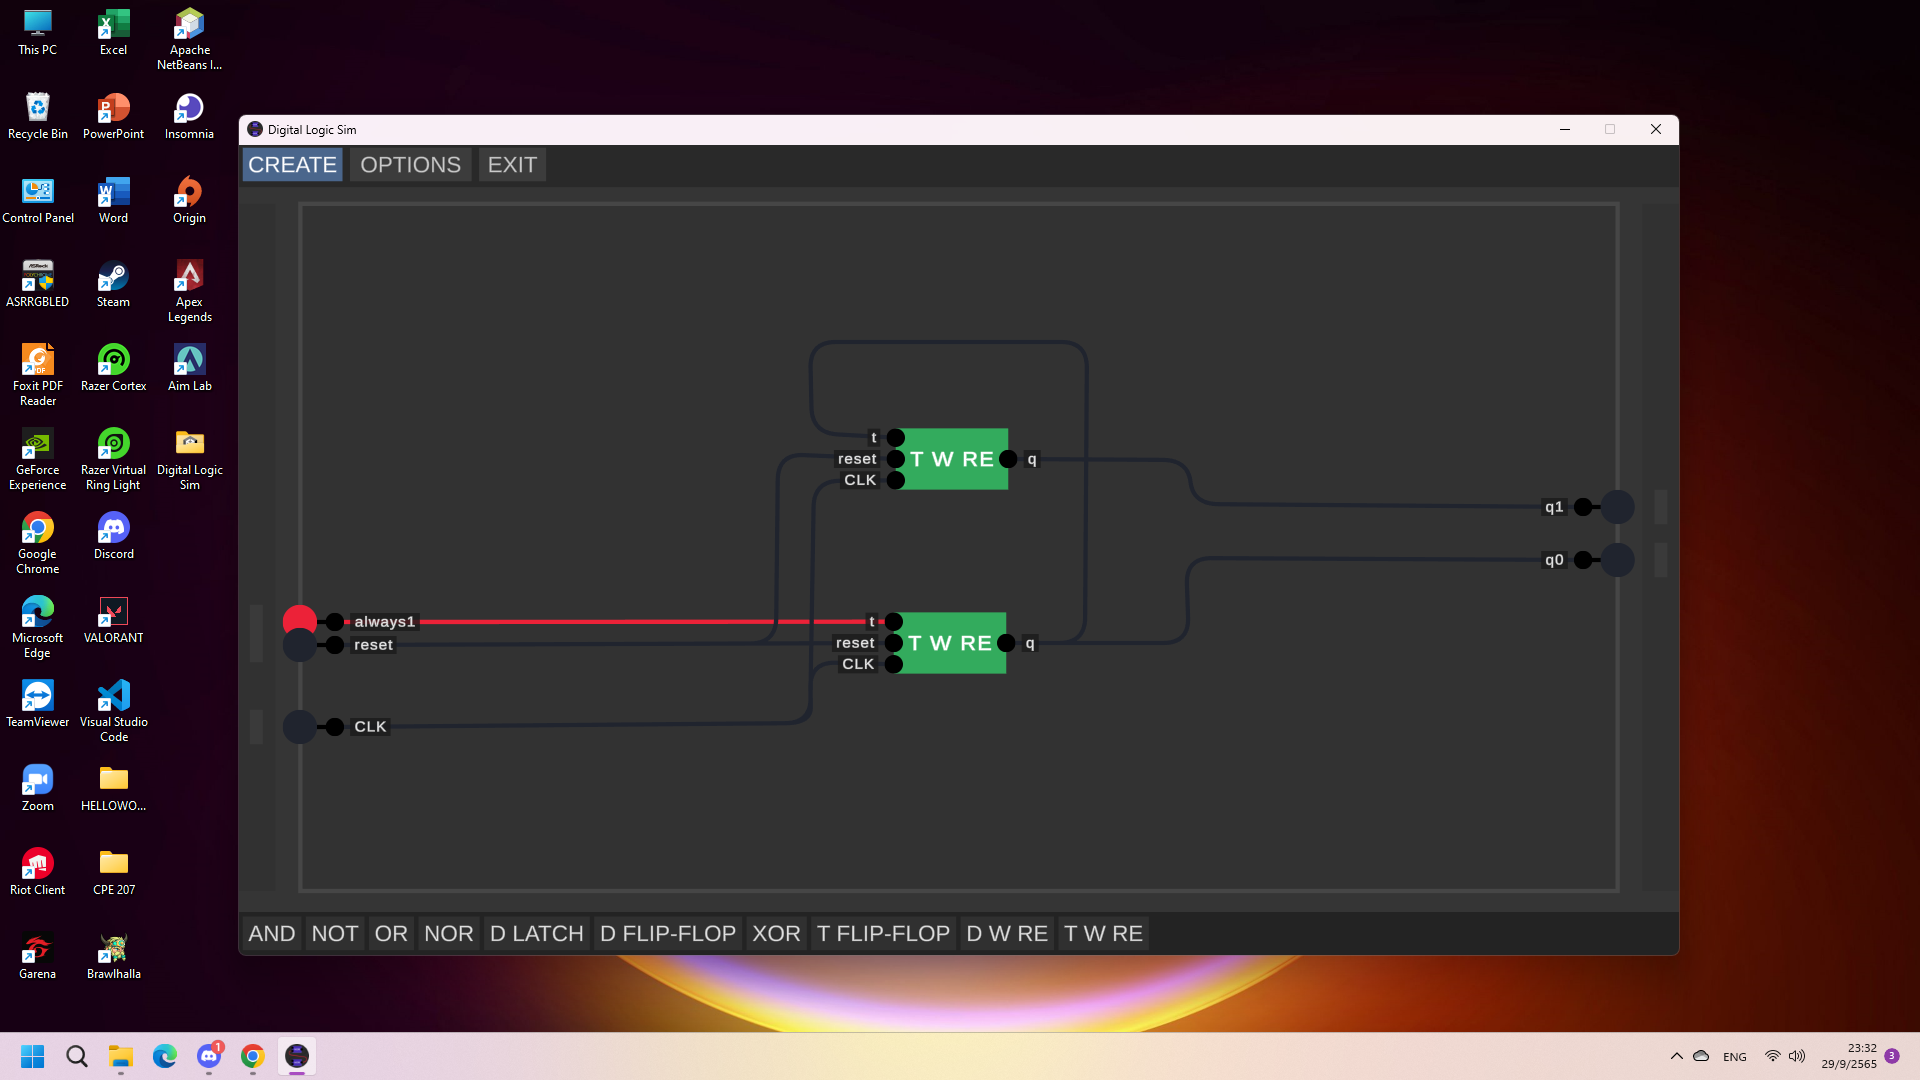 This PC
Excel
Apache
NetBeans I...
Recycle Bin
PowerPoint
Insomnia
Control Panel
Word
Origin
ASRRGBLED
Steam
Apex
Legends
Foxit PDF
Reader
Razer Cortex
Aim Lab
GeForce
Experience
Razer Virtual
Ring Light
Digital Logic
Sim
Google
Chrome
Discord
Microsoft
Edge
VALORANT
TeamViewer
Visual Studio
Code
Zoom
HELLOWO...
Riot Client
CPE 207
Garena
Brawlhalla
Digital Logic Sim
CREATE OPTIONS EXIT
t
reset
CLK
T W RE
q
q1
q0
always1
reset
t
reset
CLK
T W RE
q
CLK
AND NOT OR NOR D LATCH D FLIP-FLOP XOR T FLIP-FLOP D W RE T W RE
1
ENG
23:32
29/9/2565
3